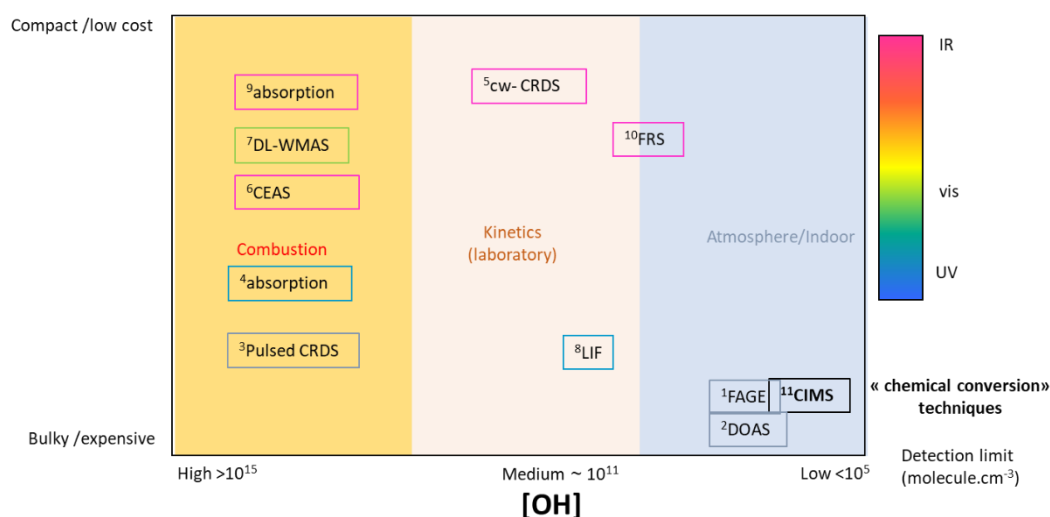 Compact /low cost
IR
⁵cw- CRDS
⁹absorption
¹⁰FRS
⁷DL-WMAS
⁶CEAS
vis
Kinetics
(laboratory)
Atmosphere/Indoor
Combustion
UV
⁴absorption
³Pulsed CRDS
⁸LIF
¹FAGE
¹¹CIMS
« chemical conversion»
techniques
²DOAS
Bulky /expensive
Detection limit
(molecule.cm⁻³)
High >10¹⁵
Medium ~ 10¹¹
Low <10⁵
[OH]